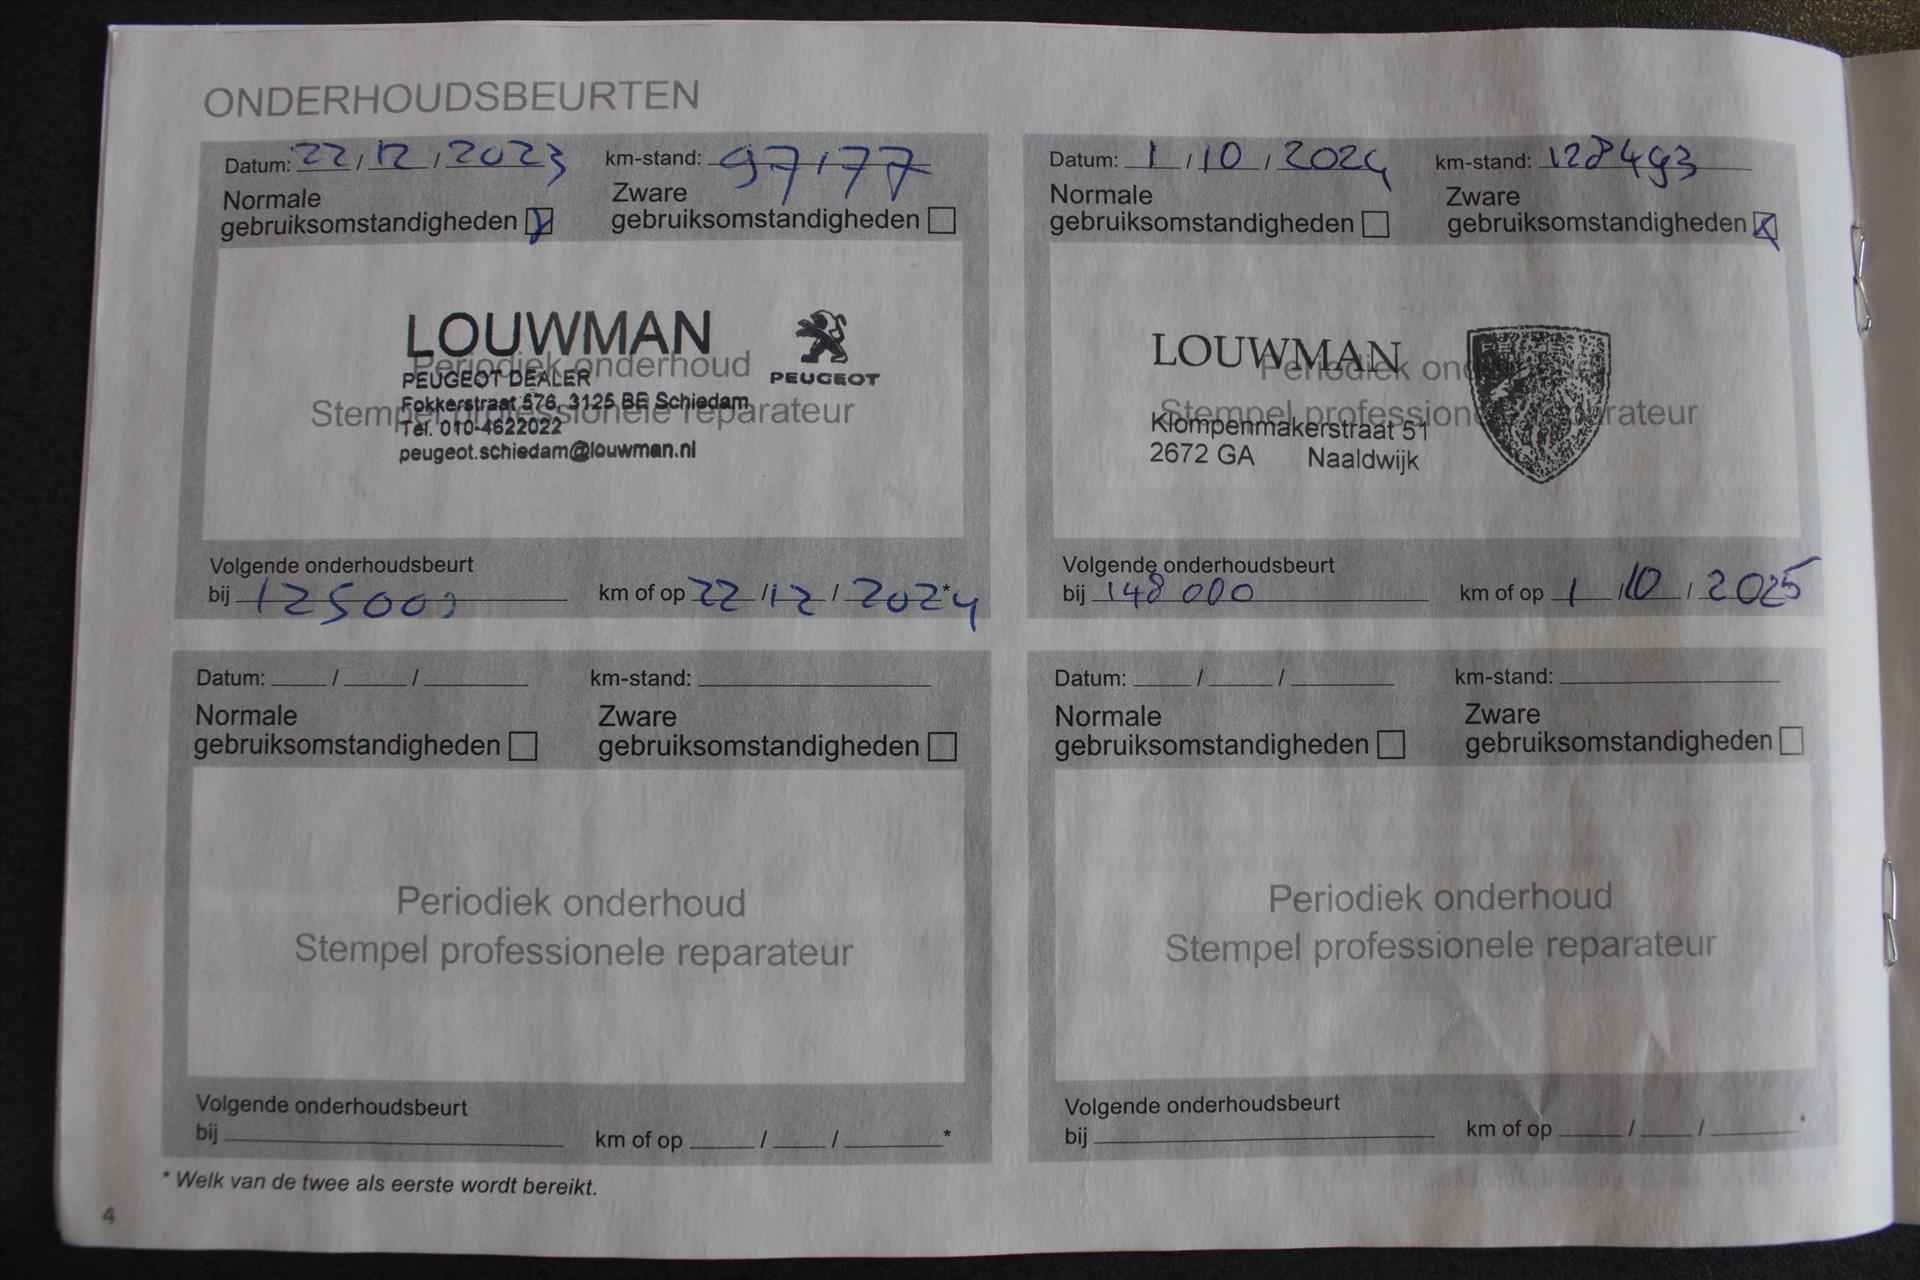 ONDERHOUDSBEURTEN
Datum: 22 / 12 / 2023 km-stand: 97177
Normale Zware
gebruiksomstandigheden gebruiksomstandigheden
LOUWMAN
PEUGEOT
Periodiek onderhoud
PEUGEOT DEALER
Fokkerstraat 576, 3125 BE Schiedam
Stempel professionele reparateur
Tel. 010-4622022
peugeot.schiedam@louwman.nl
Volgende onderhoudsbeurt
bij 125000 km of op 22 / 12 / 2024 *
Datum: 1 / 10 / 2024 km-stand: 128493
Normale Zware
gebruiksomstandigheden gebruiksomstandigheden
LOUWMAN
Periodiek on
Stempel professione rateur
Klompenmakerstraat 51
2672 GA Naaldwijk
Volgende onderhoudsbeurt
bij 148000 km of op 1 / 10 / 2025
Datum: / / km-stand:
Normale Zware
gebruiksomstandigheden gebruiksomstandigheden
Periodiek onderhoud
Stempel professionele reparateur
Volgende onderhoudsbeurt
bij km of op / / *
Datum: / / km-stand:
Normale Zware
gebruiksomstandigheden gebruiksomstandigheden
Periodiek onderhoud
Stempel professionele reparateur
Volgende onderhoudsbeurt
bij km of op / / *
* Welk van de twee als eerste wordt bereikt.
4